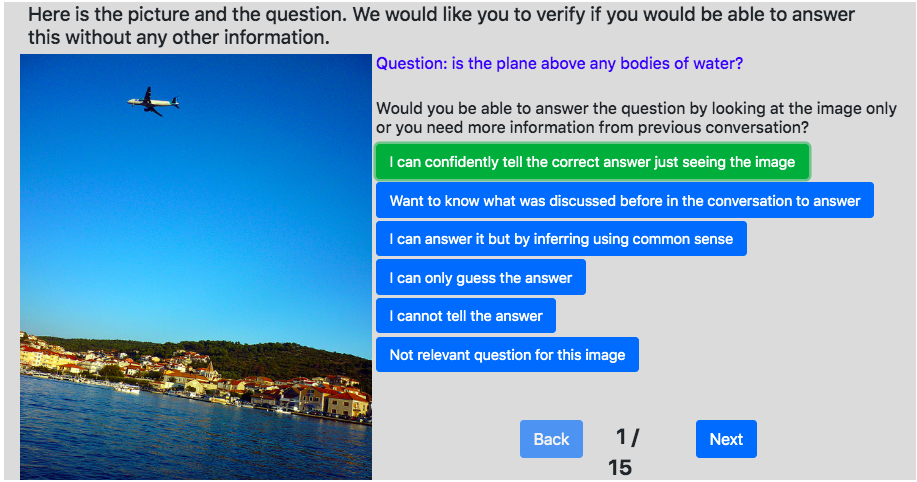 Here is the picture and the question. We would like you to verify if you would be able to answer
this without any other information.
Question: is the plane above any bodies of water?
Would you be able to answer the question by looking at the image only
or you need more information from previous conversation?
I can confidently tell the correct answer just seeing the image
Want to know what was discussed before in the conversation to answer
I can answer it but by inferring using common sense
I can only guess the answer
I cannot tell the answer
Not relevant question for this image
Back
1/
15
Next